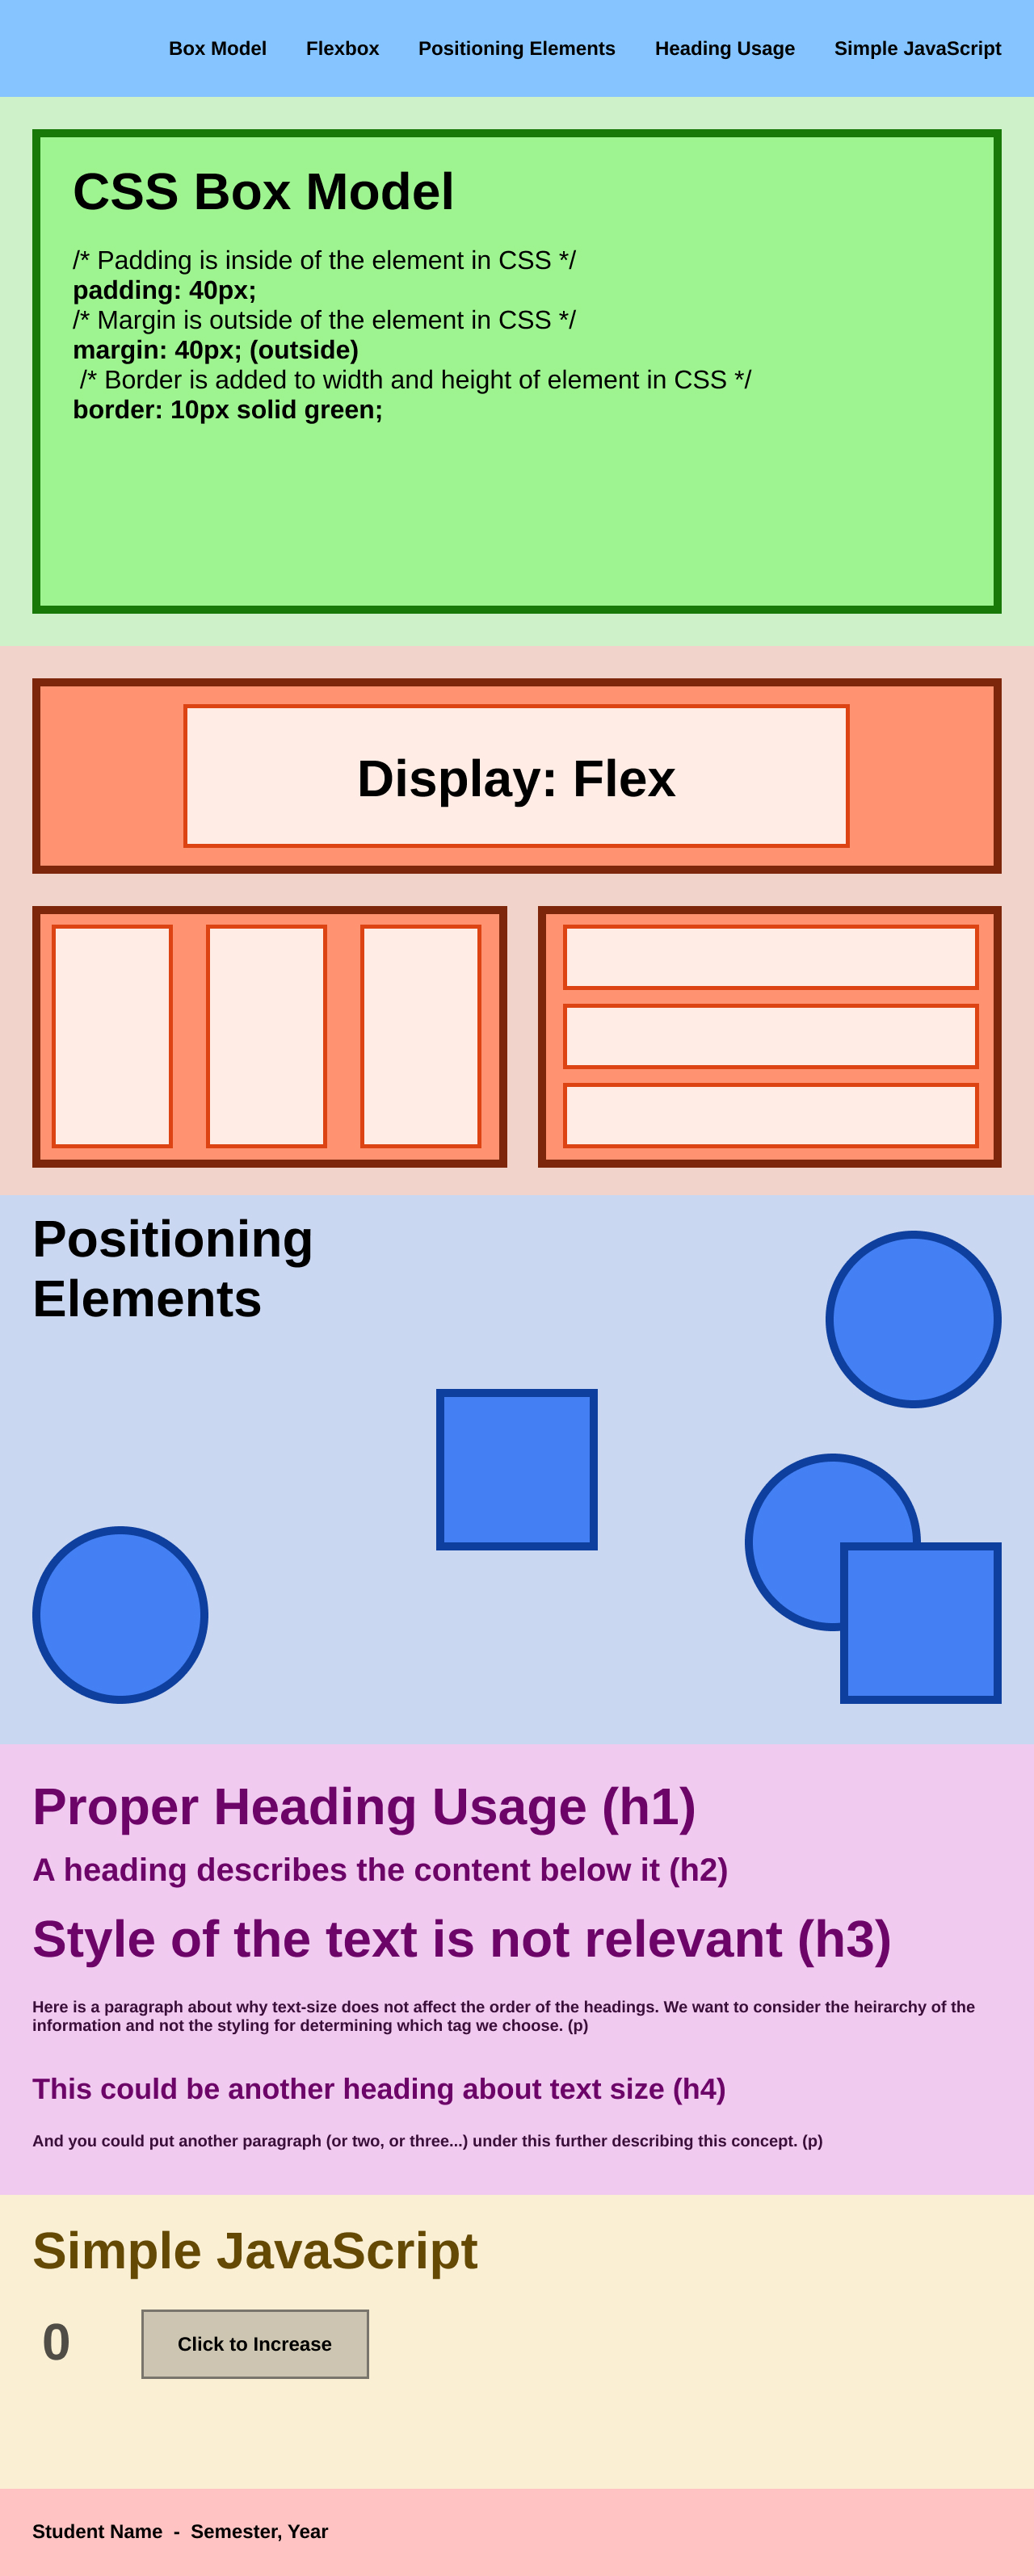 Box Model Flexbox Positioning Elements Heading Usage Simple JavaScript
CSS Box Model
/* Padding is inside of the element in CSS */
padding: 40px;
/* Margin is outside of the element in CSS */
margin: 40px; (outside)
/* Border is added to width and height of element in CSS */
border: 10px solid green;
Display: Flex
Positioning
Elements
Proper Heading Usage (h1)
A heading describes the content below it (h2)
Style of the text is not relevant (h3)
Here is a paragraph about why text-size does not affect the order of the headings. We want to consider the heirarchy of the
information and not the styling for determining which tag we choose. (p)
This could be another heading about text size (h4)
And you could put another paragraph (or two, or three...) under this further describing this concept. (p)
Simple JavaScript
0
Click to Increase
Student Name - Semester, Year